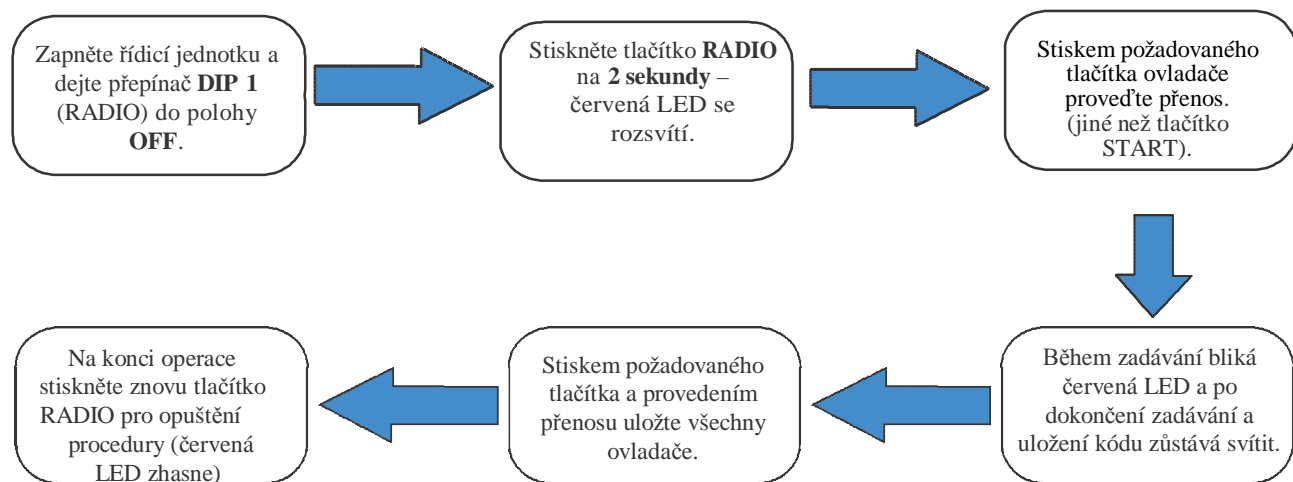 Zapněte řídicí jednotku a
dejte přepínač DIP 1
(RADIO) do polohy
OFF.
Stiskněte tlačítko RADIO
na 2 sekundy –
červená LED se
rozsvítí.
Stiskem požadovaného
tlačítka ovladače
proveďte přenos.
(jiné než tlačítko
START).
Během zadávání bliká
červená LED a po
dokončení zadávání a
uložení kódu zůstává svítit.
Stiskem požadovaného
tlačítka a provedením
přenosu uložte všechny
ovladače.
Na konci operace
stiskněte znovu tlačítko
RADIO pro opuštění
procedury (červená
LED zhasne)